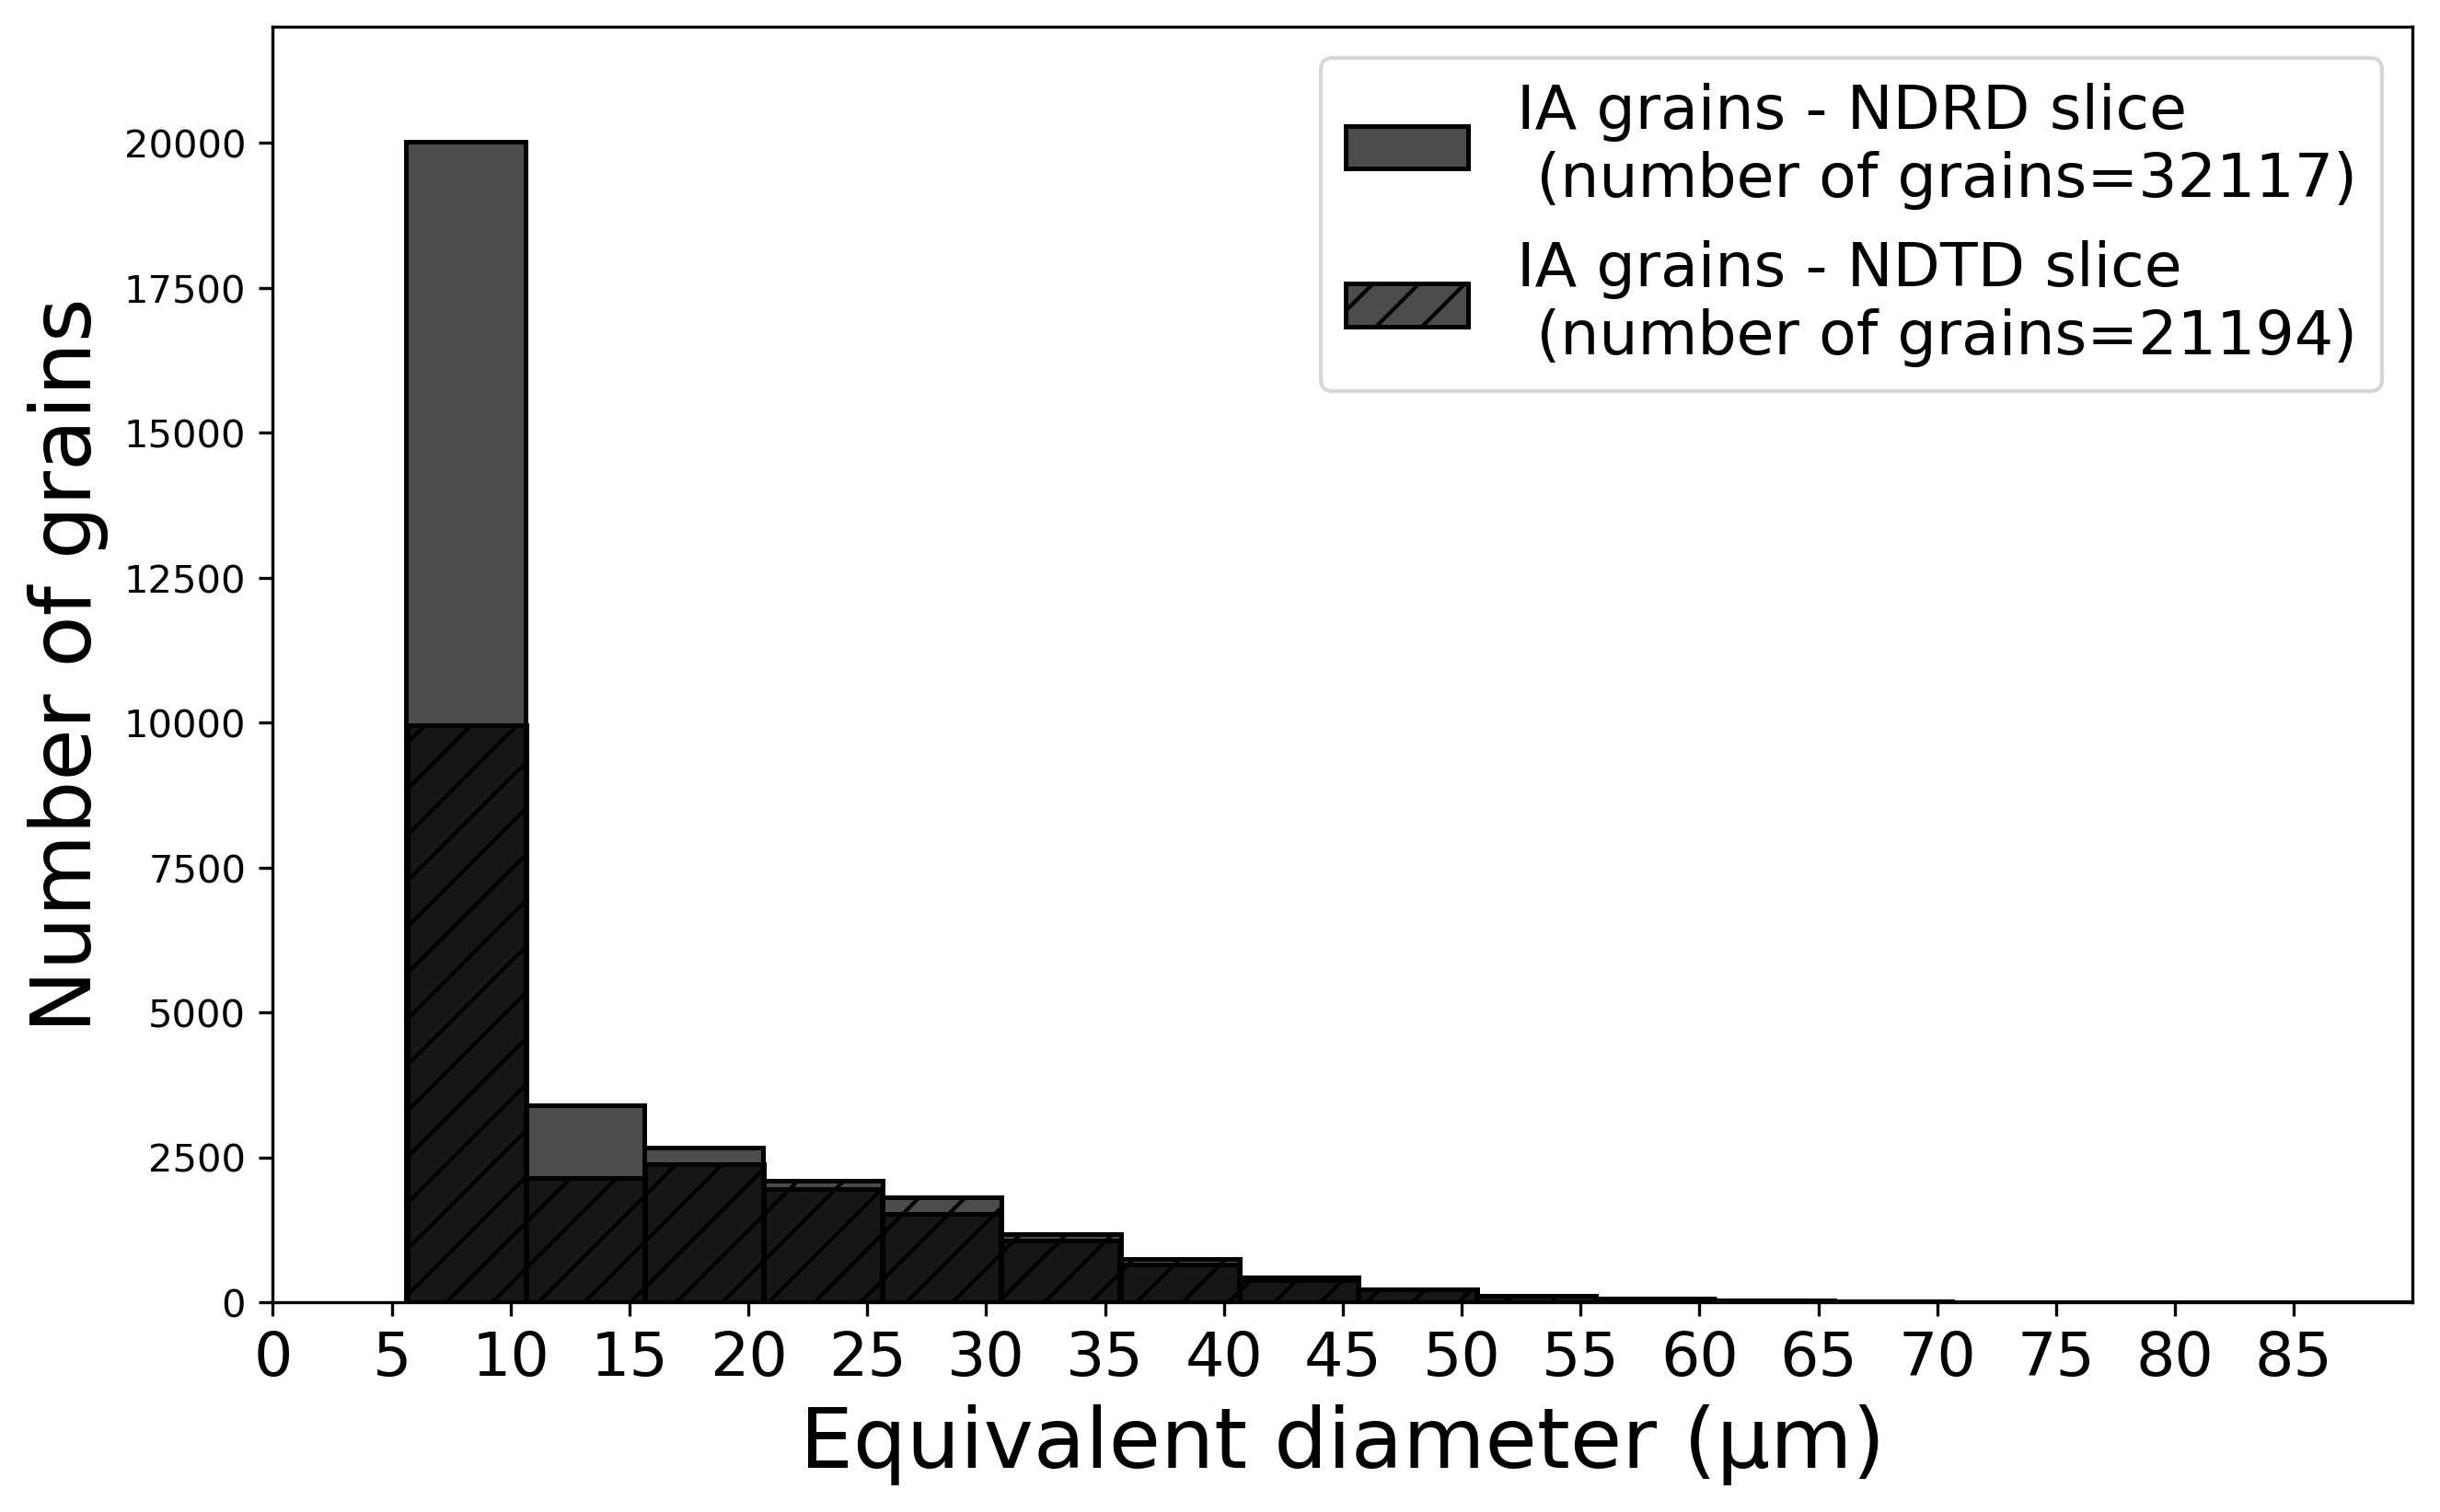 IA grains - NDRD slice
(number of grains=32117)
IA grains - NDTD slice
(number of grains=21194)
Number of grains
20000
17500
15000
12500
10000
7500
5000
2500
0
0 5 10 15 20 25 30 35 40 45 50 55 60 65 70 75 80 85
Equivalent diameter (µm)